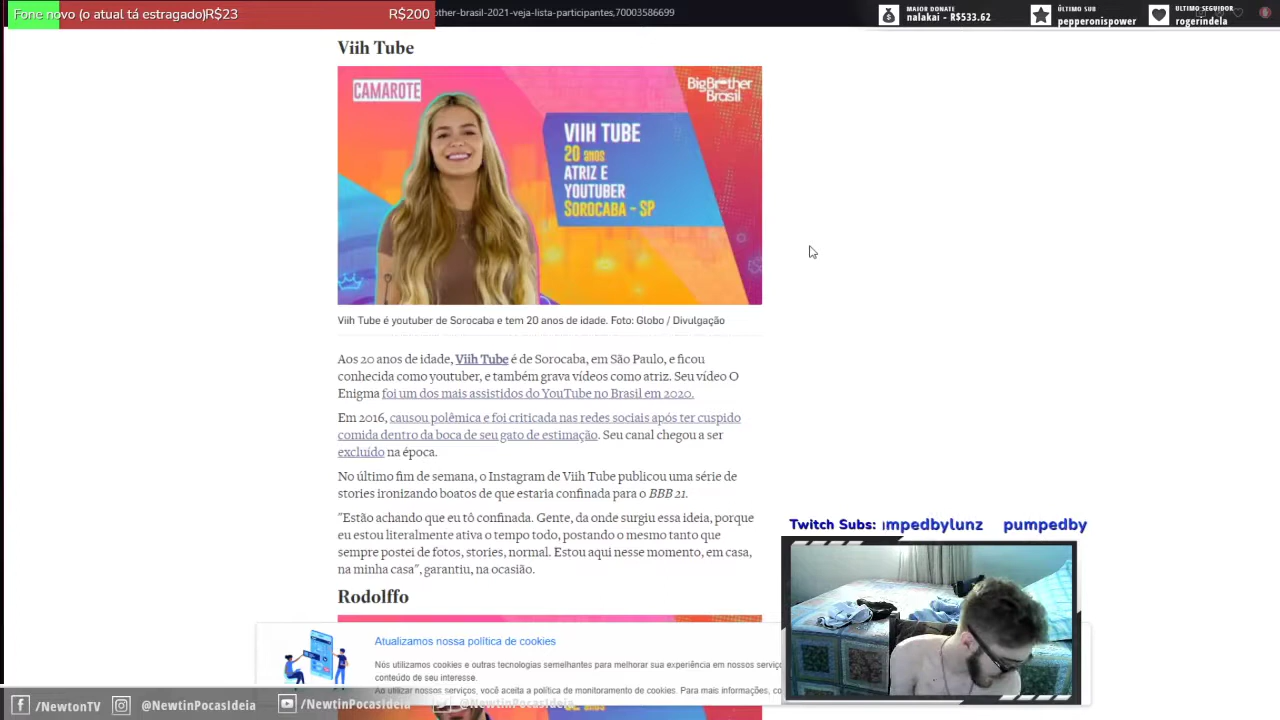 Fone novo (o atual tá estragado)R$23
R$200
other-brasil-2021-veja-lista-participantes,70003586699
MAJOR DONATE
nalakai - R$533.62
ÚLTIMO SUB
pepperonispower
ÚLTIMO SEGUIDOR
rogerindela
Viih Tube
CAMAROTE
BigBrother
Brasil
VIIH TUBE
20 ANOS
ATRIZ E
YOUTUBER
SOROCABA - SP
Viih Tube é youtuber de Sorocaba e tem 20 anos de idade. Foto: Globo / Divulgação
Aos 20 anos de idade, Viih Tube é de Sorocaba, em São Paulo, e ficou
conhecida como youtuber, e também grava vídeos como atriz. Seu vídeo O
Enigma foi um dos mais assistidos do YouTube no Brasil em 2020.
Em 2016, causou polêmica e foi criticada nas redes sociais após ter cuspido
comida dentro da boca de seu gato de estimação. Seu canal chegou a ser
excluído na época.
No último fim de semana, o Instagram de Viih Tube publicou uma série de
stories ironizando boatos de que estaria confinada para o BBB 21.
"Estão achando que eu tô confinada. Gente, da onde surgiu essa ideia, porque
eu estou literalmente ativa o tempo todo, postando o mesmo tanto que
sempre postei de fotos, stories, normal. Estou aqui nesse momento, em casa,
na minha casa", garantiu, na ocasião.
Rodolffo
Twitch Subs: ımpedbylunz pumpedby
Atualizamos nossa política de cookies
Nós utilizamos cookies e outras tecnologias semelhantes para melhorar sua experiência em nossos serviço
conteúdo de seu interesse.
Ao utilizar nossos serviços, você aceita a política de monitoramento de cookies. Para mais informações, co
/NewtonTV
@NewtinPocasIdeia
/NewtinPocasIdeia
@NewtinPocasIdeia